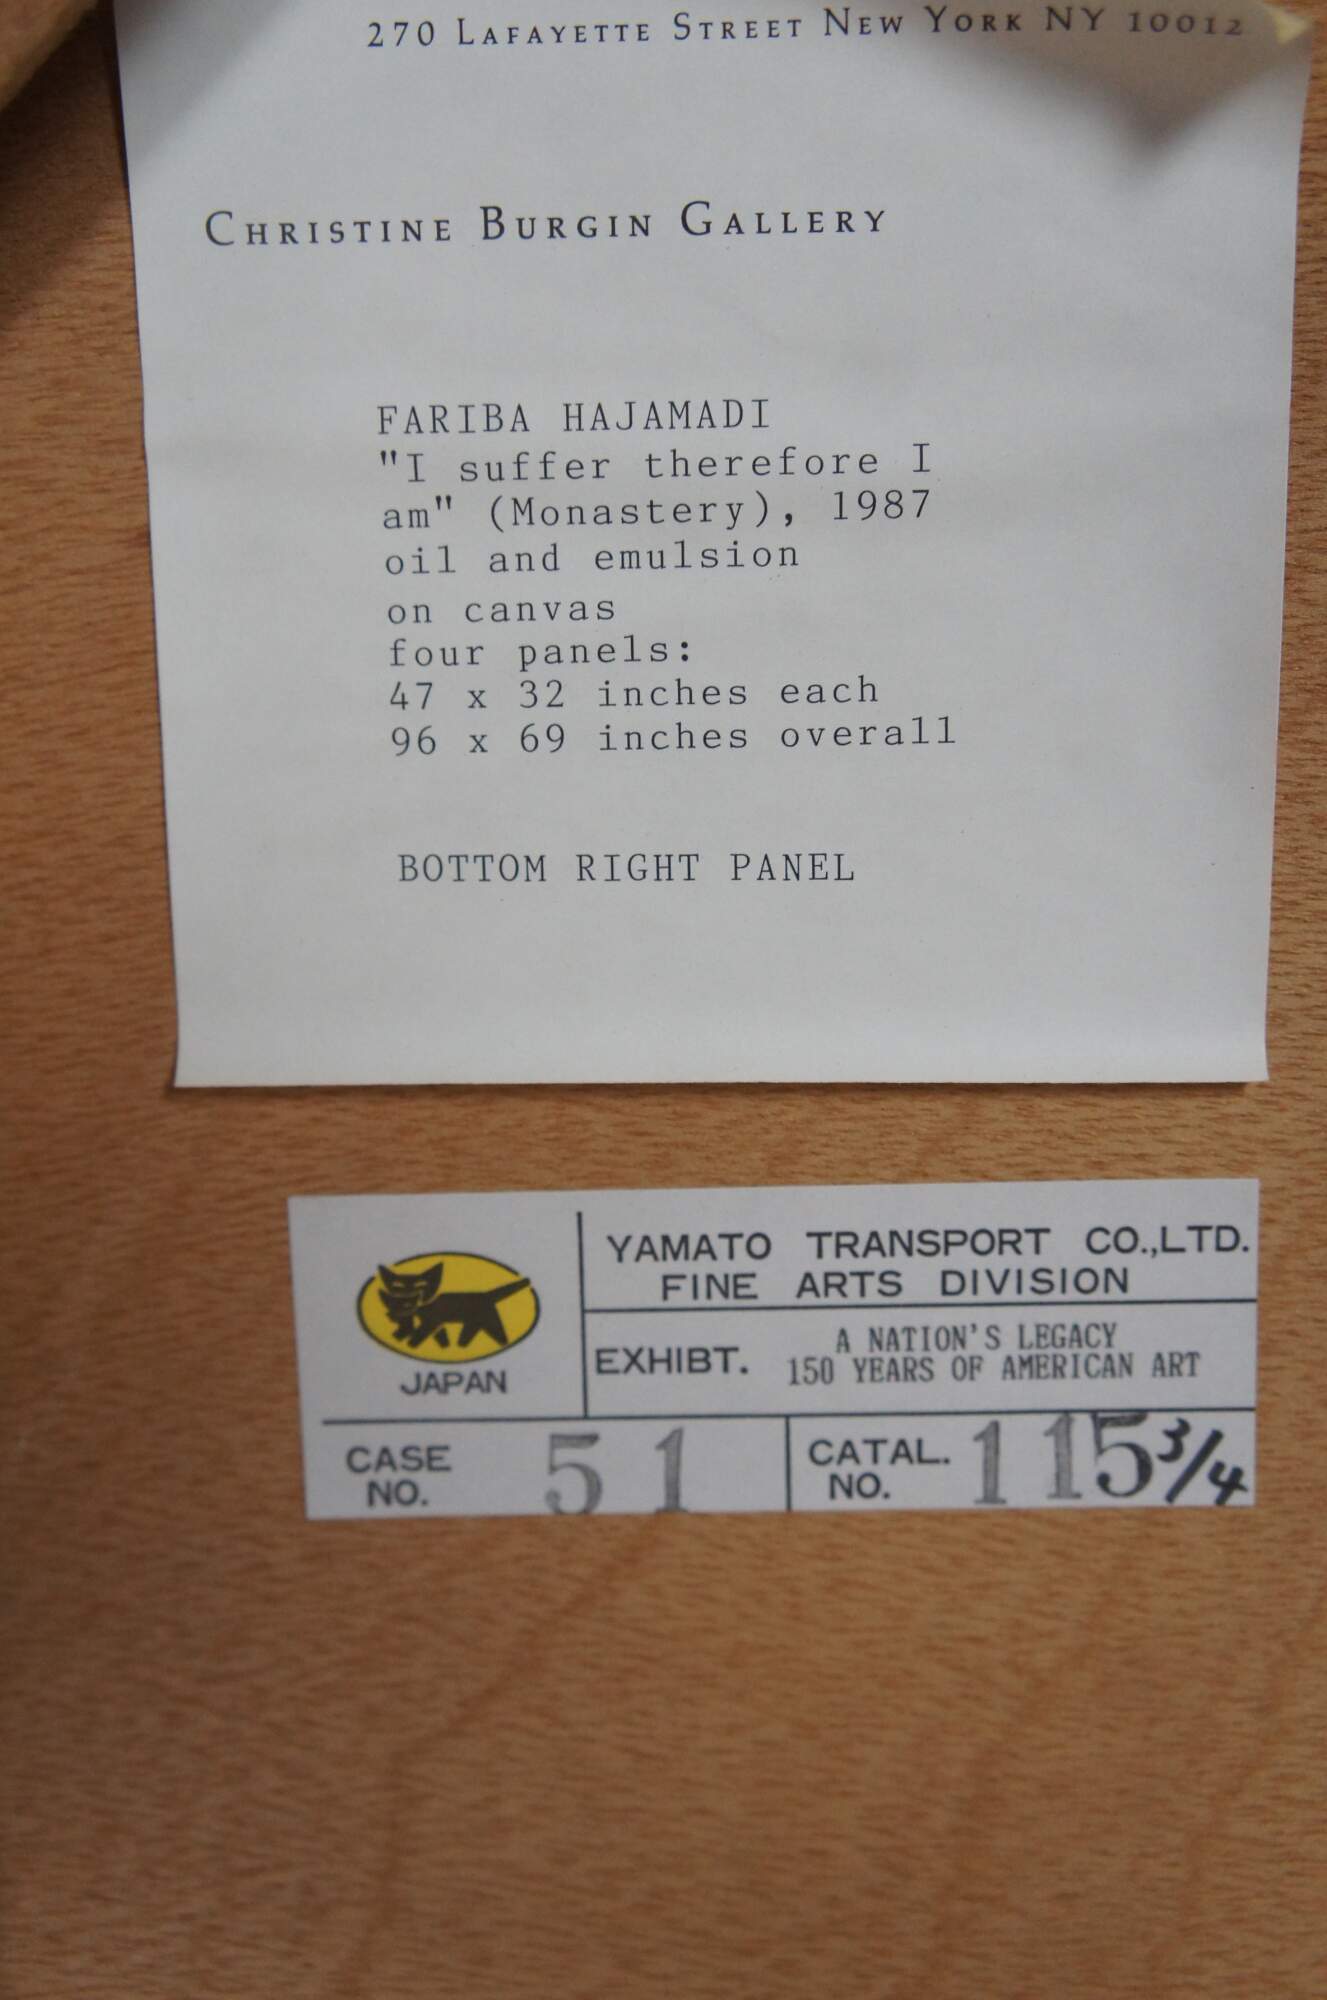 270 LAFAYETTE STREET NEW YORK NY 10012
CHRISTINE BURGIN GALLERY
FARIBA HAJAMADI
"I suffer therefore I
am" (Monastery), 1987
oil and emulsion
on canvas
four panels:
47 x 32 inches each
96 x 69 inches overall
BOTTOM RIGHT PANEL
JAPAN
YAMATO TRANSPORT CO.,LTD.
FINE ARTS DIVISION
EXHIBT. A NATION'S LEGACY
150 YEARS OF AMERICAN ART
CASE NO. 51
CATAL. NO. 115 3/4